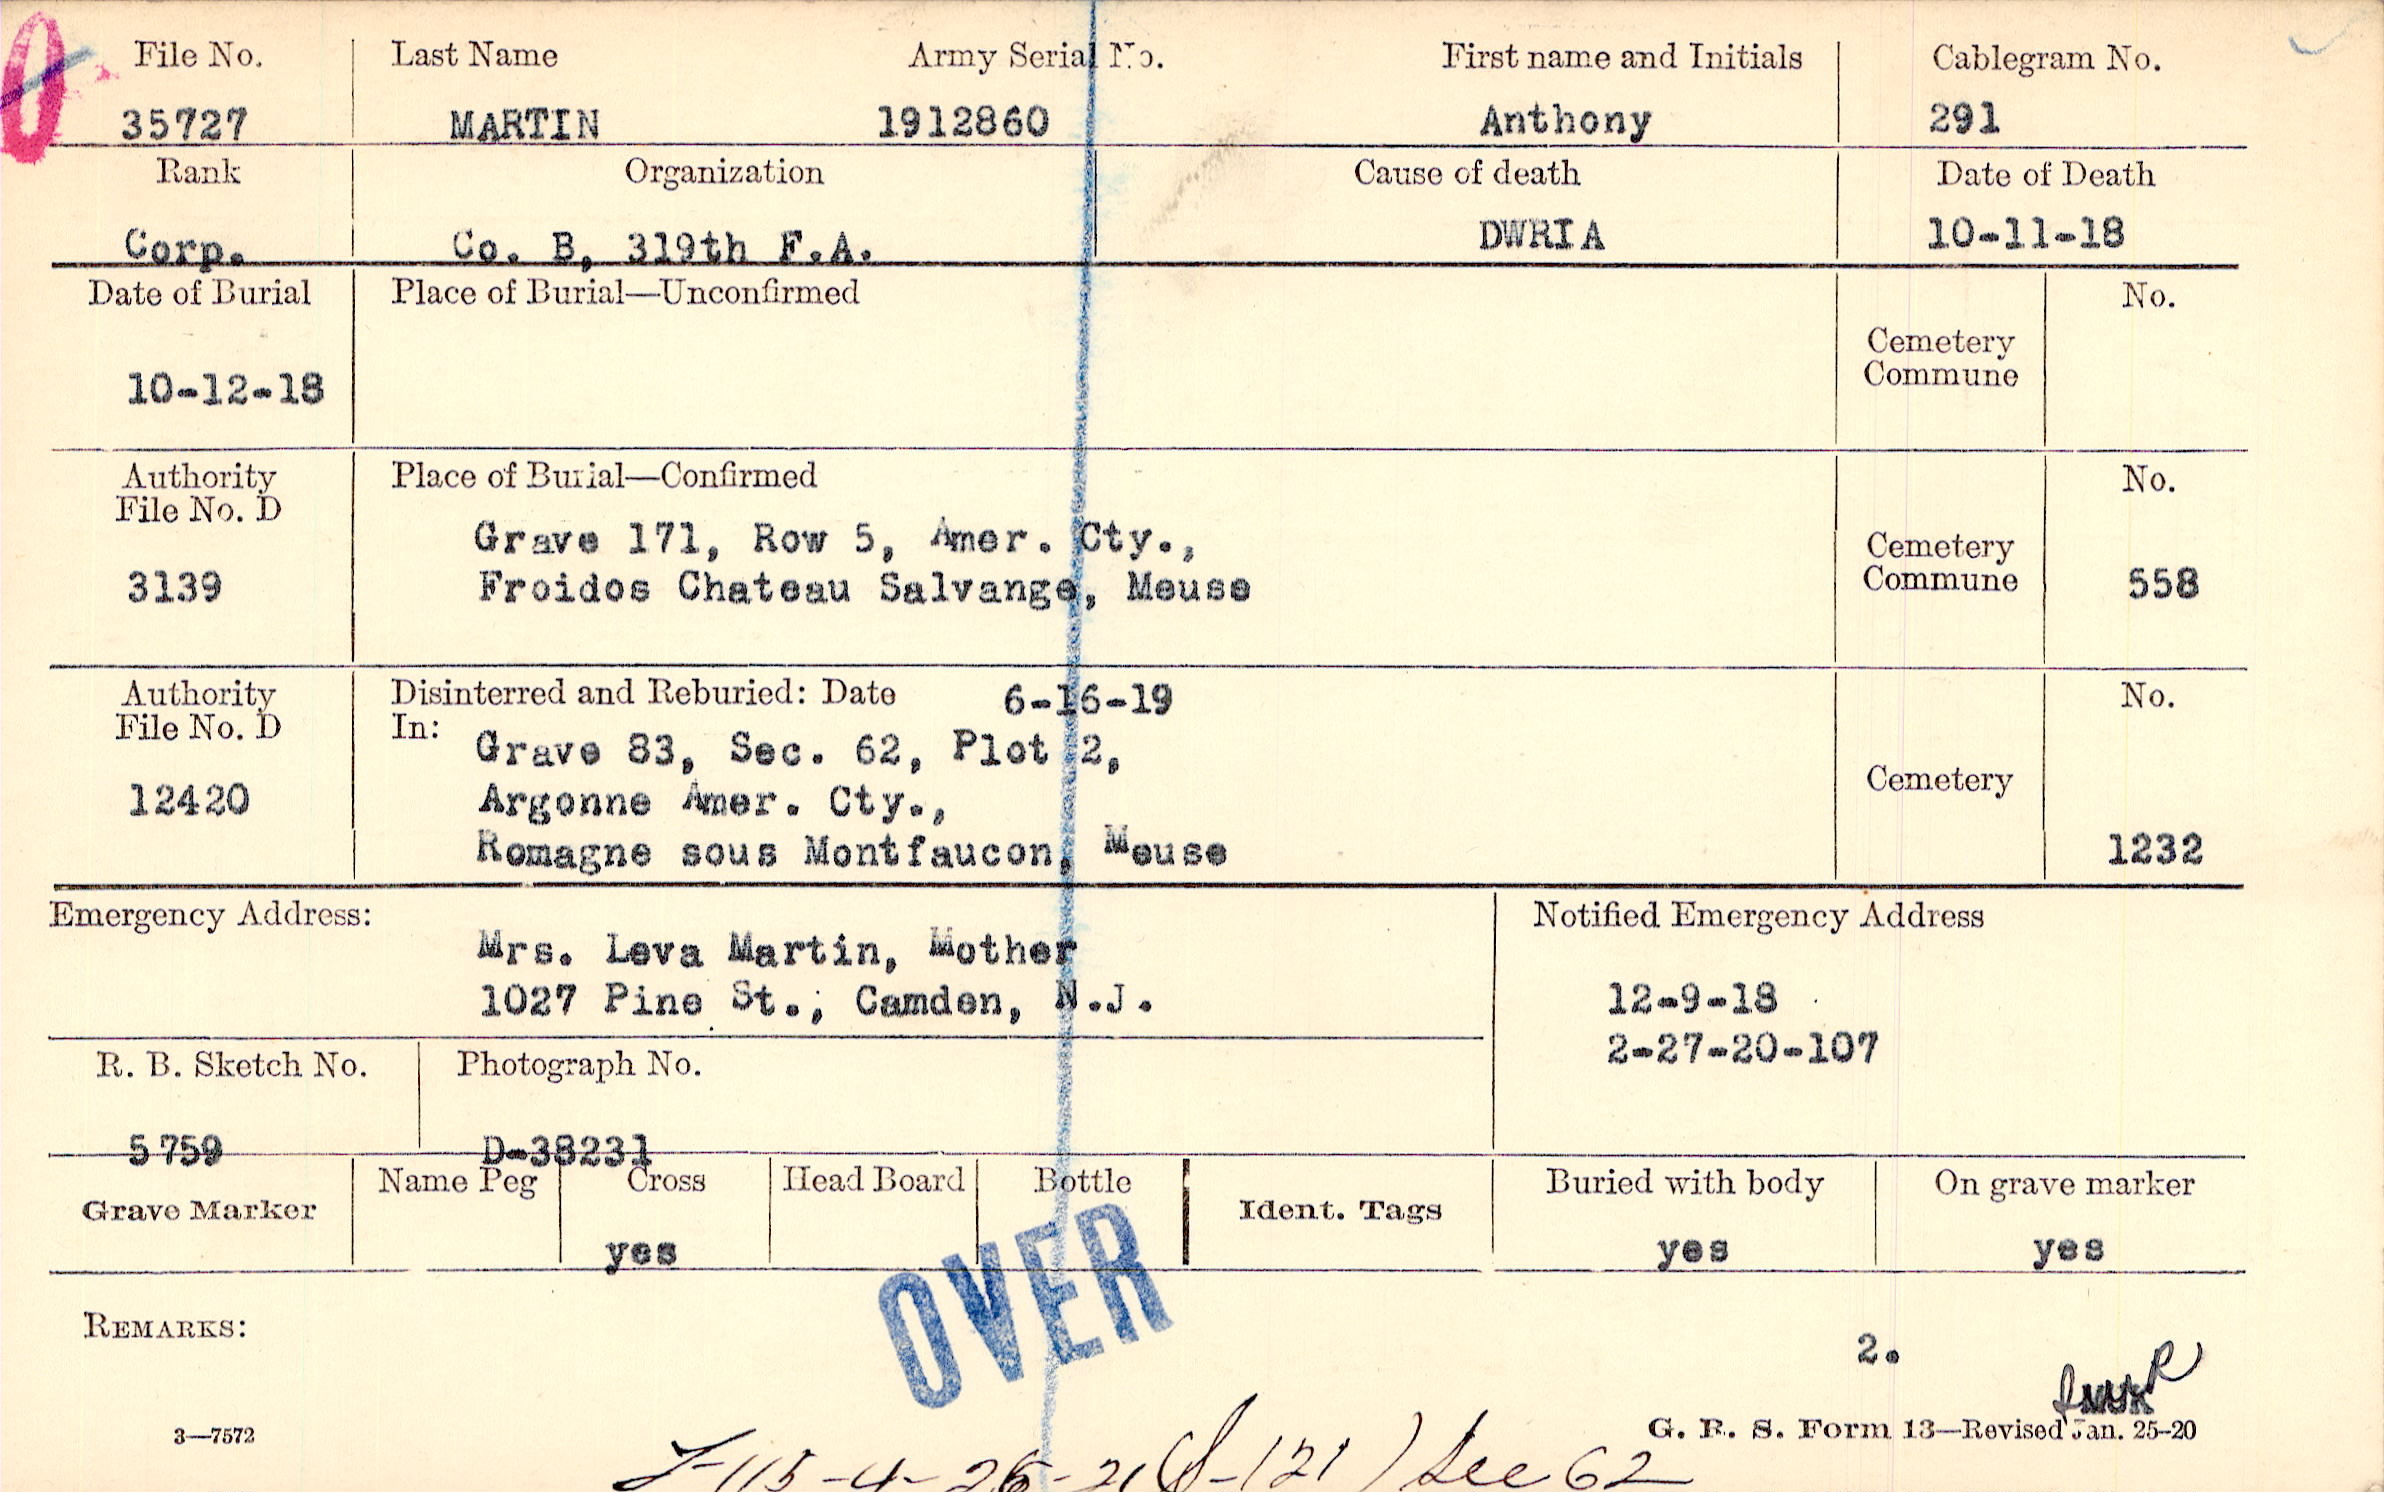 File No. Last Name Army Serial No. First name and Initials Cablegram No.
35727 MARTIN 1912860 Anthony 291
Rank Organization Cause of death Date of Death
Corp. Co. B, 319th F.A. DWRIA 10-11-18
Date of Burial Place of Burial—Unconfirmed No.
Cemetery
Commune
10-12-18
Authority Place of Burial—Confirmed No.
File No. D
Grave 171, Row 5, Amer. Cty.,
Cemetery
3139 Froidos Chateau Salvange, Meuse Commune 558
Authority Disinterred and Reburied: Date 6-16-19 No.
File No. D In:
Grave 83, Sec. 62, Plot 2,
12420 Argonne Amer. Cty., Cemetery
Romagne sous Montfaucon, Meuse 1232
Emergency Address: Notified Emergency Address
Mrs. Leva Martin, Mother
1027 Pine St., Camden, N.J. 12-9-18
2-27-20-107
R. B. Sketch No. Photograph No.
5759 D-38231
Grave Marker Name Peg Cross Head Board Bottle Ident. Tags Buried with body On grave marker
yes yes yes
OVER
REMARKS:
2.
R
3—7572 G. R. S. Form 13—Revised Jan. 25-20
115-4-26-21 (S-121) Sec 62